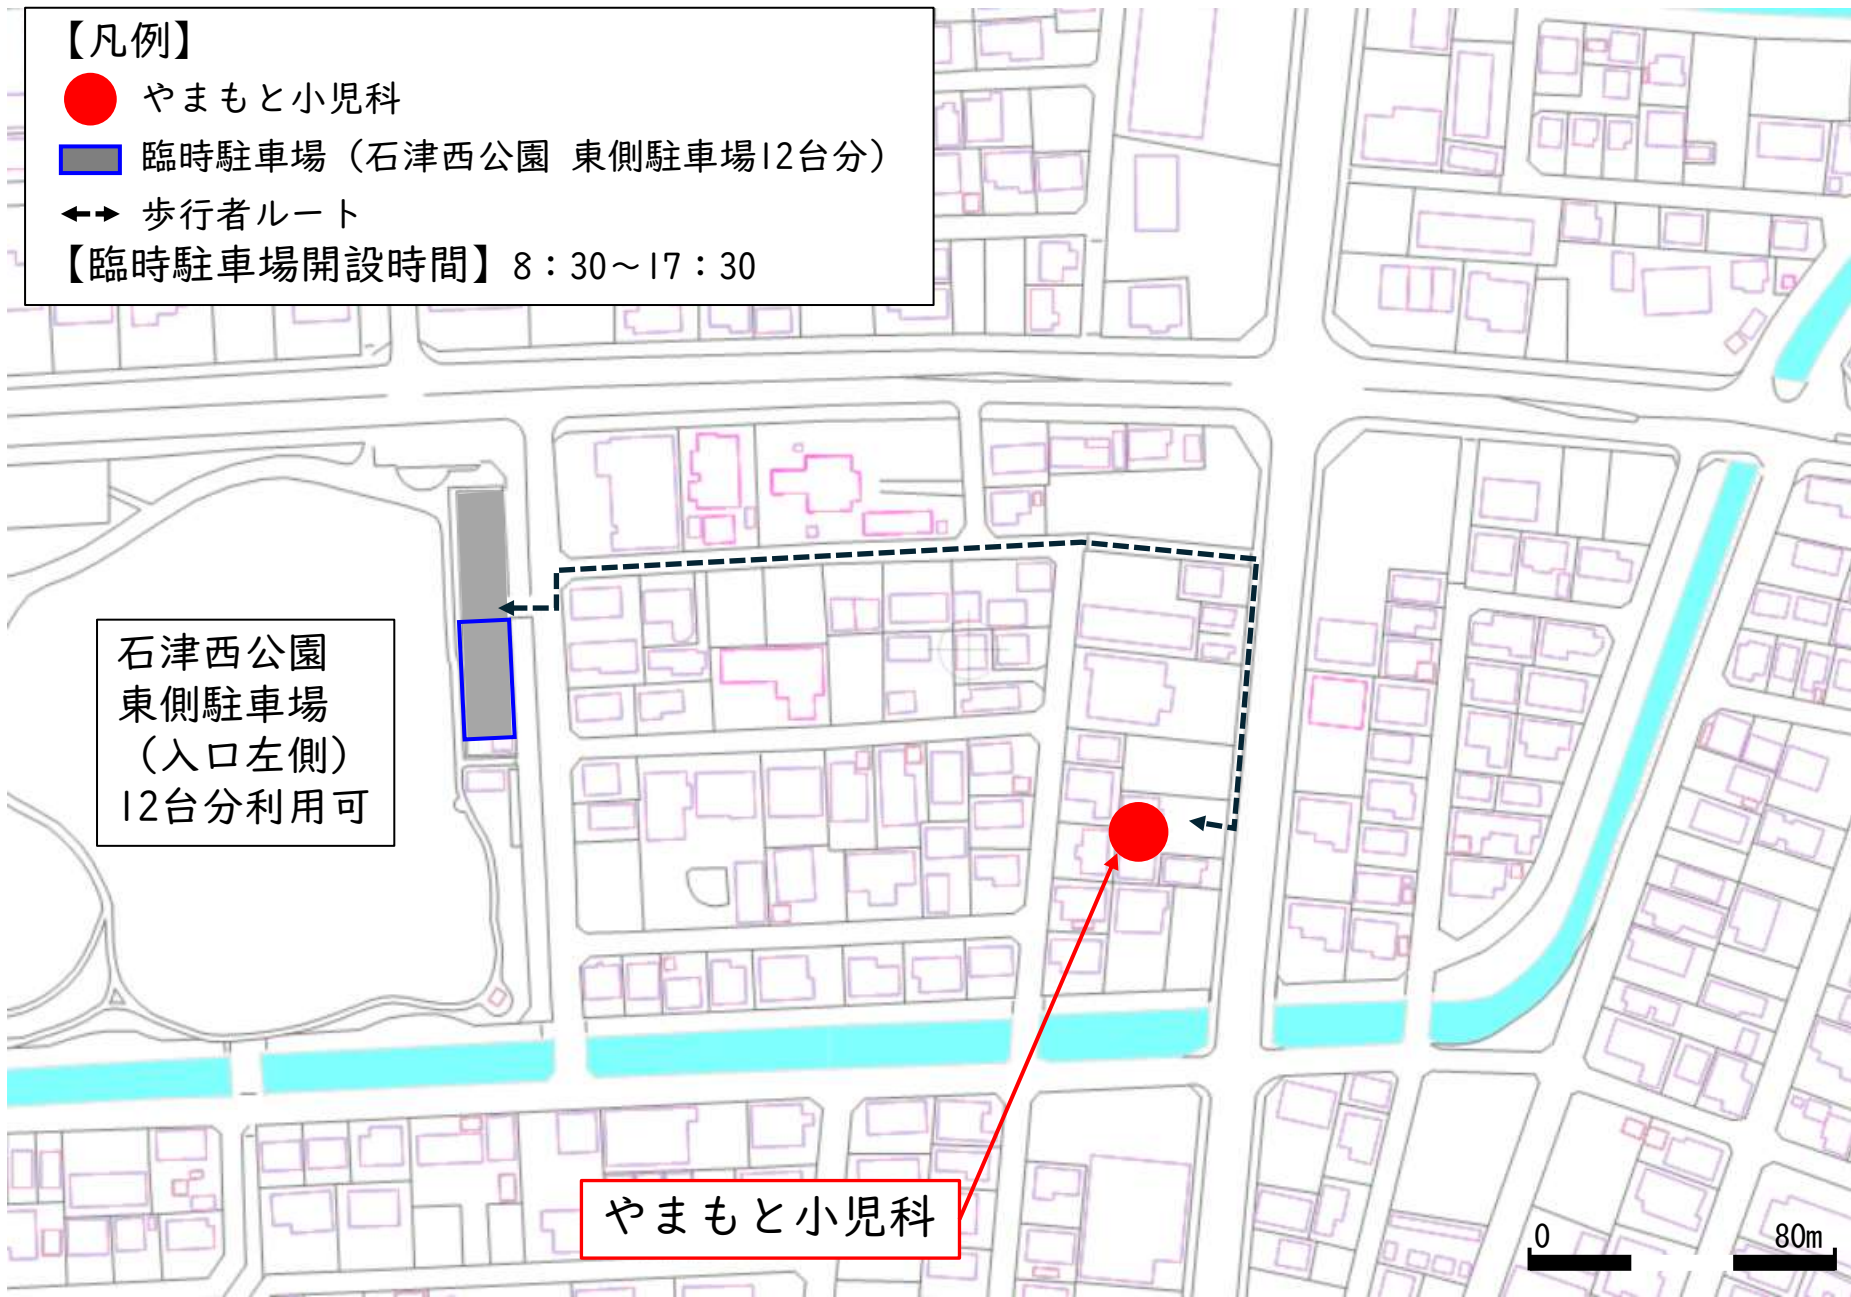 【凡例】
やまもと小児科
臨時駐車場（石津西公園 東側駐車場12台分）
歩行者ルート
【臨時駐車場開設時間】8：30～17：30
石津西公園
東側駐車場
（入口左側）
12台分利用可
やまもと小児科
0 80m